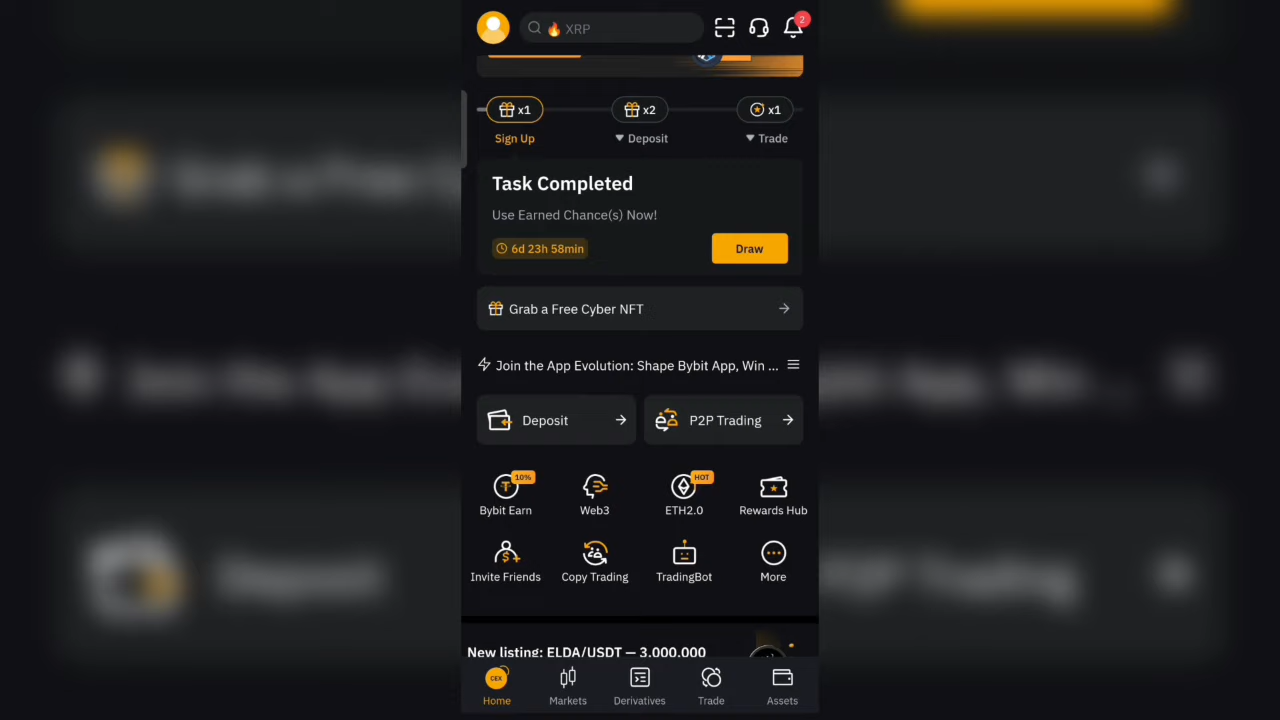 XRP
2
x1
x2
x1
Sign Up
Deposit
Trade
Task Completed
Use Earned Chance(s) Now!
6d 23h 58min
Draw
Grab a Free Cyber NFT
Join the App Evolution: Shape Bybit App, Win ...
Deposit
P2P Trading
10%
HOT
Bybit Earn
Web3
ETH2.0
Rewards Hub
Invite Friends
Copy Trading
TradingBot
More
New listing: ELDA/USDT — 3,000,000
CEX
Home
Markets
Derivatives
Trade
Assets